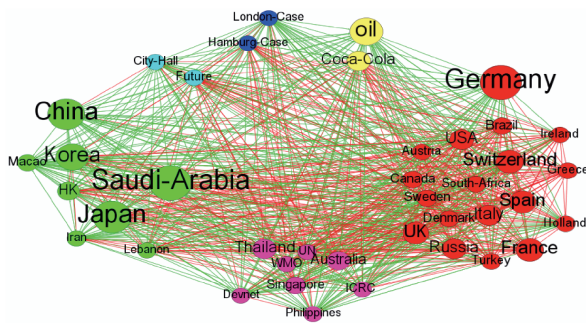 London-Case
oil
Hamburg-Case
City-Hall
Coca-Cola
Future
Germany
China
Brazil
USA
Ireland
Korea
Austria
Switzerland
Macao
Greece
Saudi-Arabia
Canada
South-Africa
HK
Sweden
Spain
Japan
Denmark
Italy
Holland
Iran
UK
Lebanon
Thailand
UN
Russia
France
WMO
Australia
Turkey
Singapore
Devnet
ICRC
Philippines